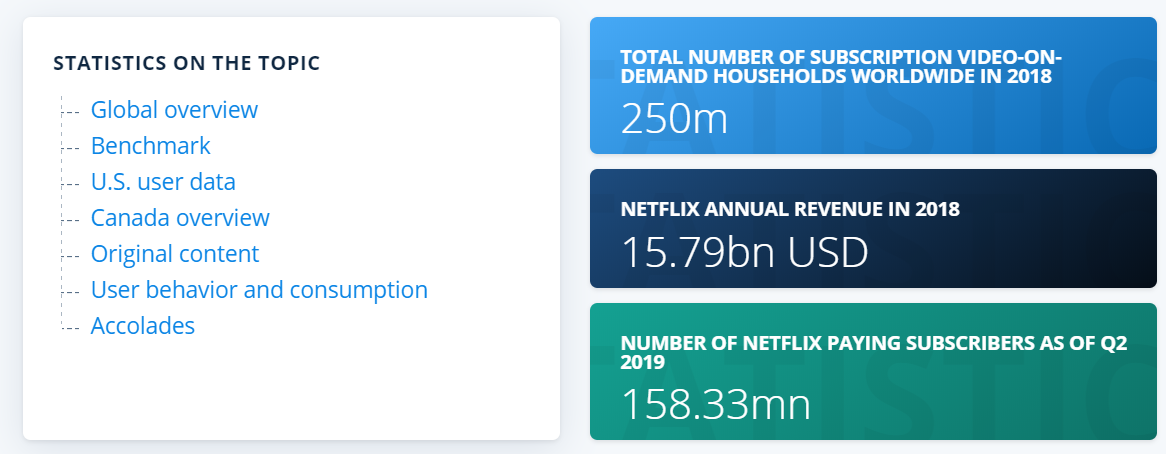 STATISTICS ON THE TOPIC
Global overview
Benchmark
U.S. user data
Canada overview
Original content
User behavior and consumption
Accolades
TOTAL NUMBER OF SUBSCRIPTION VIDEO-ON-
DEMAND HOUSEHOLDS WORLDWIDE IN 2018
250m
NETFLIX ANNUAL REVENUE IN 2018
15.79bn USD
NUMBER OF NETFLIX PAYING SUBSCRIBERS AS OF Q2
2019
158.33mn